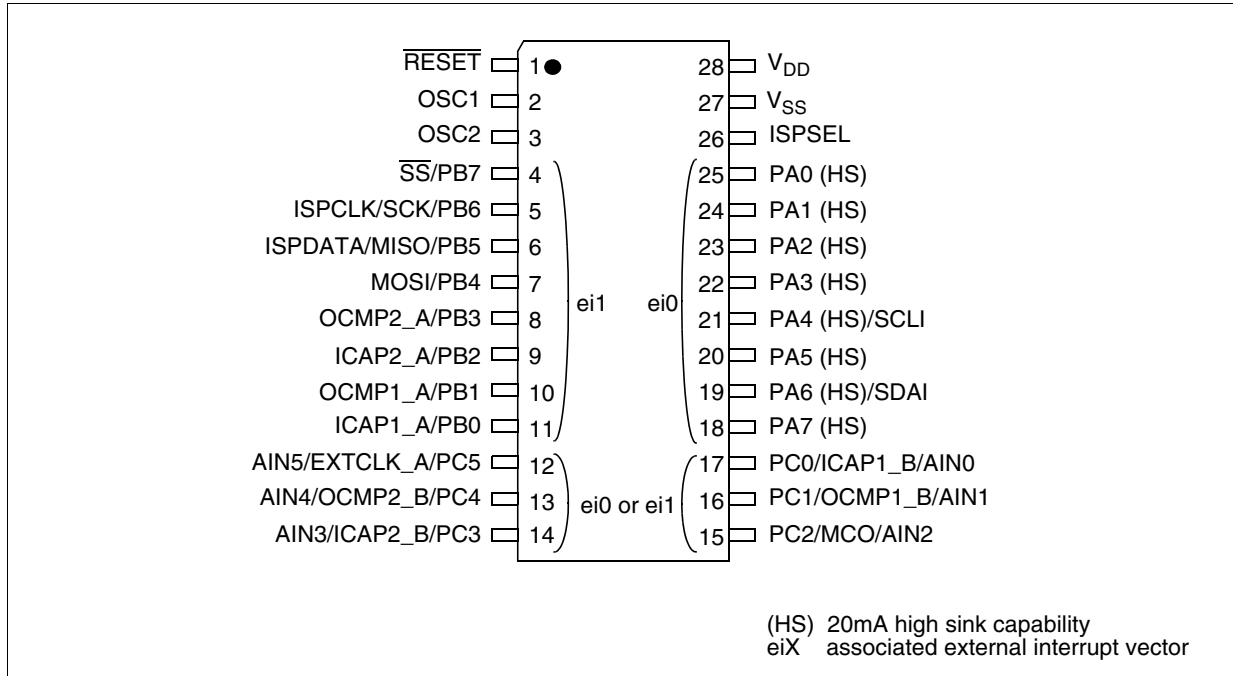 RESET 1 28 VDD
OSC1 2 27 VSS
OSC2 3 26 ISPSEL
SS/PB7 4 25 PA0 (HS)
ISPCLK/SCK/PB6 5 24 PA1 (HS)
ISPDATA/MISO/PB5 6 23 PA2 (HS)
MOSI/PB4 7 22 PA3 (HS)
ei1 ei0
OCMP2_A/PB3 8 21 PA4 (HS)/SCLI
ICAP2_A/PB2 9 20 PA5 (HS)
OCMP1_A/PB1 10 19 PA6 (HS)/SDAI
ICAP1_A/PB0 11 18 PA7 (HS)
AIN5/EXTCLK_A/PC5 12 17 PC0/ICAP1_B/AIN0
AIN4/OCMP2_B/PC4 13 ei0 or ei1 16 PC1/OCMP1_B/AIN1
AIN3/ICAP2_B/PC3 14 15 PC2/MCO/AIN2
(HS) 20mA high sink capability
eiX associated external interrupt vector